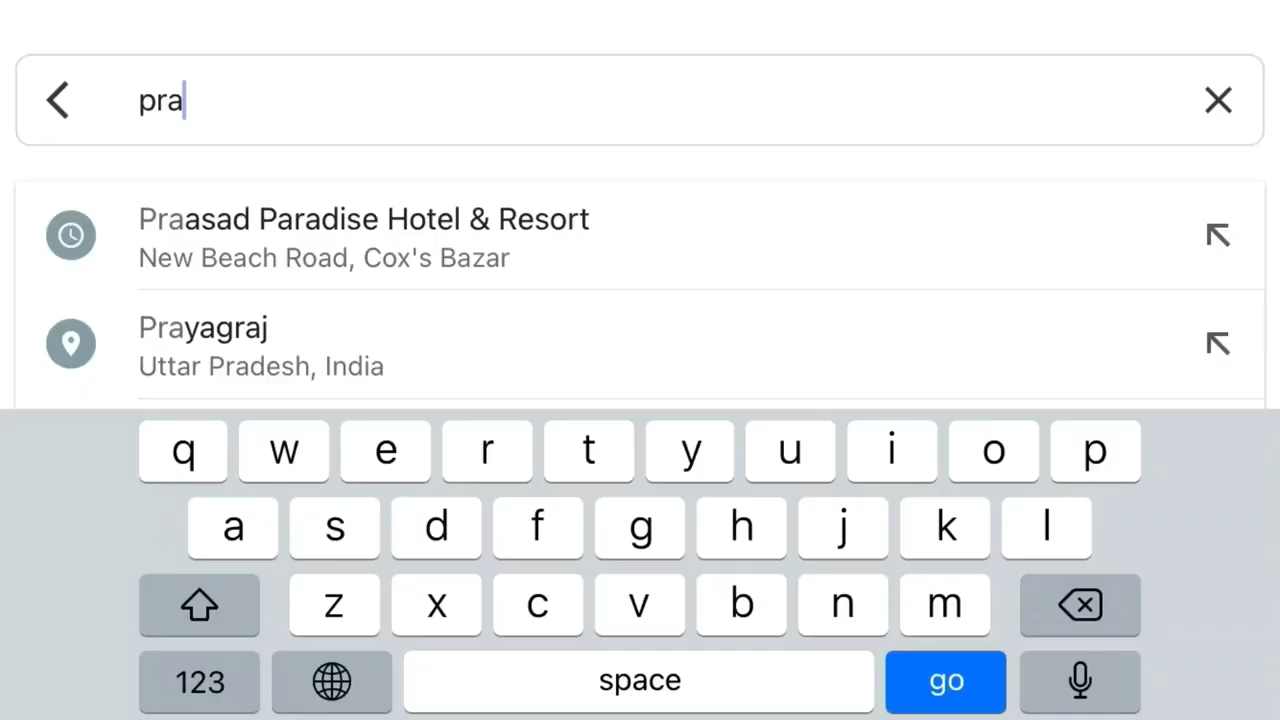 pra
Praasad Paradise Hotel & Resort
New Beach Road, Cox's Bazar
Prayagraj
Uttar Pradesh, India
q w e r t y u i o p
a s d f g h j k l
z x c v b n m
123 space go